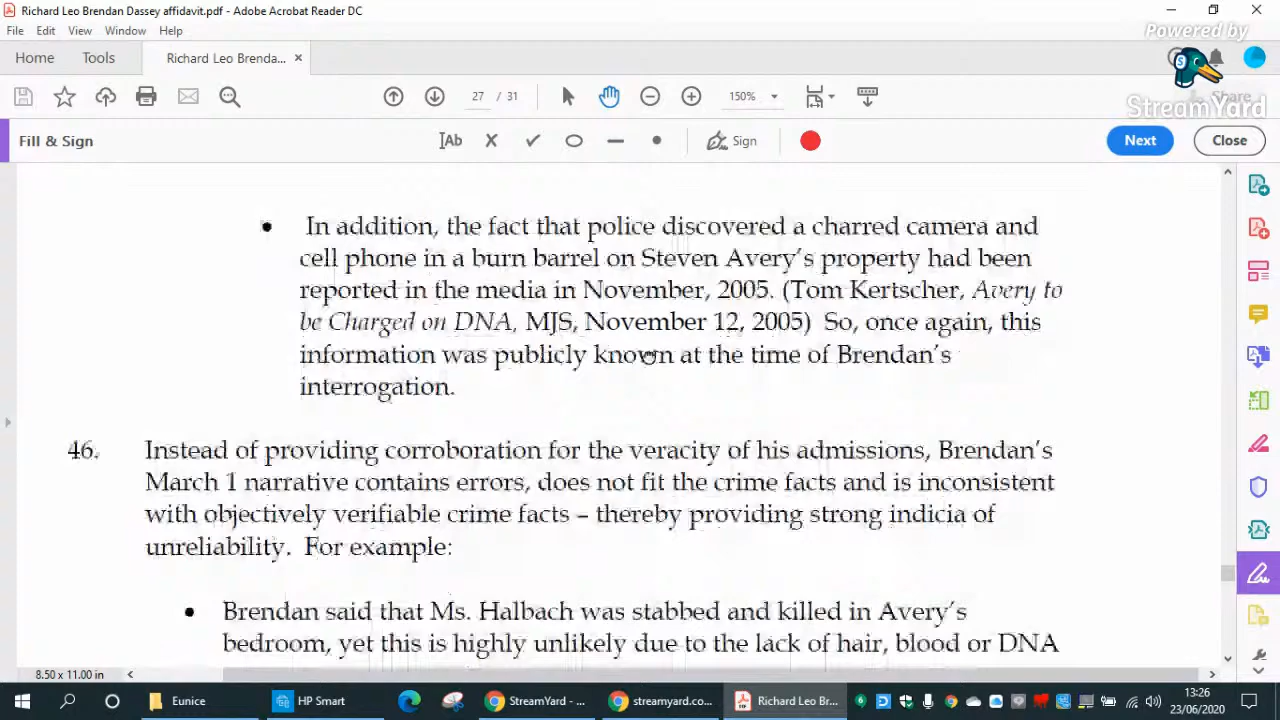 Richard Leo Brendan Dassey affidavit.pdf - Adobe Acrobat Reader DC
File Edit View Window Help
Powered by
Home Tools Richard Leo Brenda... ×
27 / 31 150% Share
StreamYard
Fill & Sign Ab Sign Next Close
• In addition, the fact that police discovered a charred camera and
cell phone in a burn barrel on Steven Avery's property had been
reported in the media in November, 2005. (Tom Kertscher, Avery to
be Charged on DNA, MJS, November 12, 2005) So, once again, this
information was publicly known at the time of Brendan's
interrogation.
46. Instead of providing corroboration for the veracity of his admissions, Brendan's
March 1 narrative contains errors, does not fit the crime facts and is inconsistent
with objectively verifiable crime facts – thereby providing strong indicia of
unreliability. For example:
• Brendan said that Ms. Halbach was stabbed and killed in Avery's
bedroom, yet this is highly unlikely due to the lack of hair, blood or DNA
8.50 x 11.00 in
Eunice HP Smart StreamYard - ... streamyard.co... Richard Leo Br... 13:26
23/06/2020